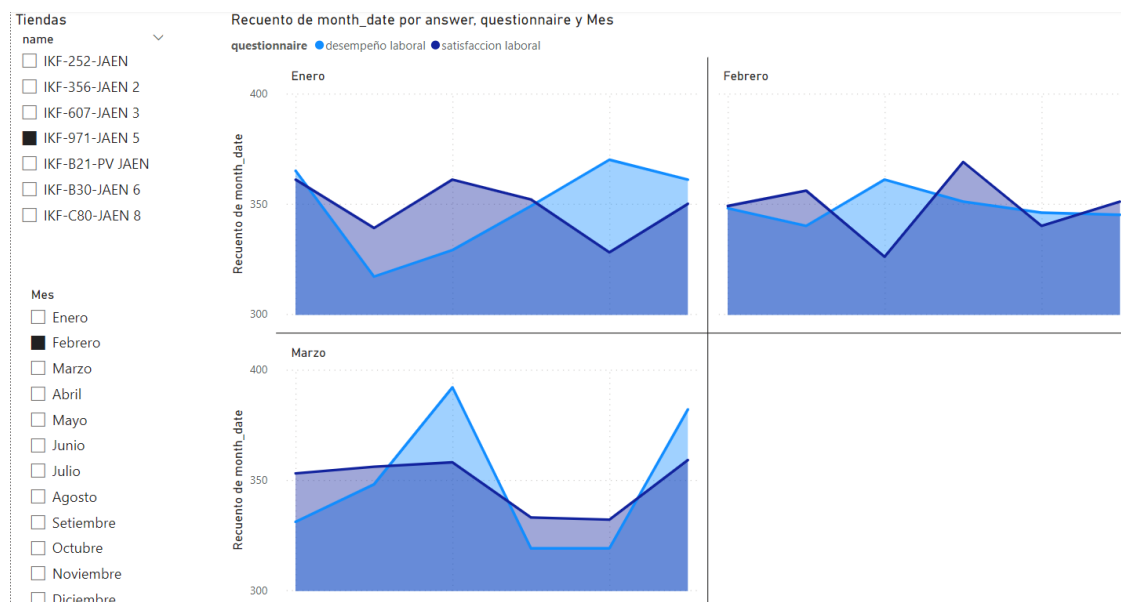 Tiendas
name
IKF-252-JAEN
IKF-356-JAEN 2
IKF-607-JAEN 3
IKF-971-JAEN 5
IKF-B21-PV JAEN
IKF-B30-JAEN 6
IKF-C80-JAEN 8
Mes
Enero
Febrero
Marzo
Abril
Mayo
Junio
Julio
Agosto
Setiembre
Octubre
Noviembre
Diciembre
Recuento de month_date por answer, questionnaire y Mes
questionnaire desempeño laboral satisfaccion laboral
Enero
400
350
300
Recuento de month_date
Febrero
Marzo
400
350
300
Recuento de month_date